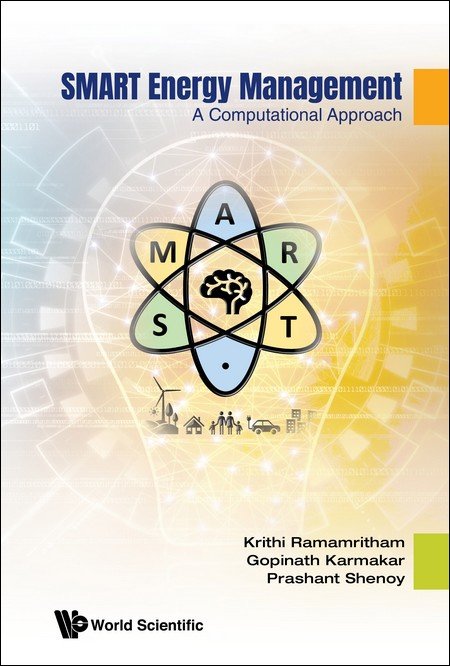 SMART Energy Management
A Computational Approach
A
M R
S T
Krithi Ramamritham
Gopinath Karmakar
Prashant Shenoy
World Scientific